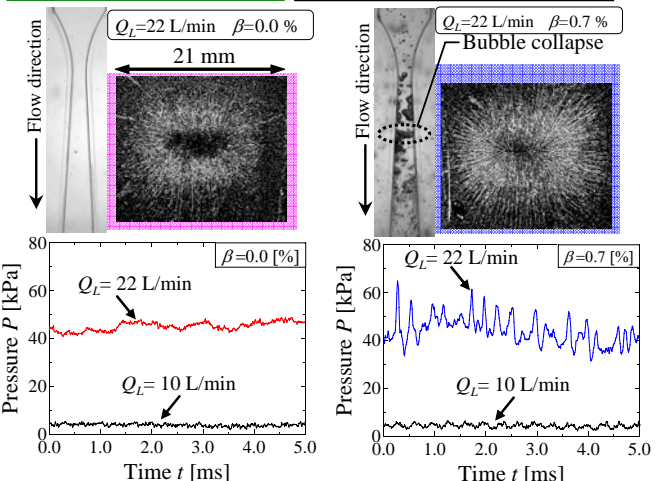 Q_L=22 L/min β=0.0 %
21 mm
Flow direction
80
60
40
20
0
Pressure P [kPa]
β=0.0 [%]
Q_L= 22 L/min
Q_L= 10 L/min
0.0 1.0 2.0 3.0 4.0 5.0
Time t [ms]
Q_L=22 L/min β=0.7 %
Bubble collapse
Flow direction
80
60
40
20
0
Pressure P [kPa]
Q_L= 22 L/min
β=0.7 [%]
Q_L= 10 L/min
0.0 1.0 2.0 3.0 4.0 5.0
Time t [ms]